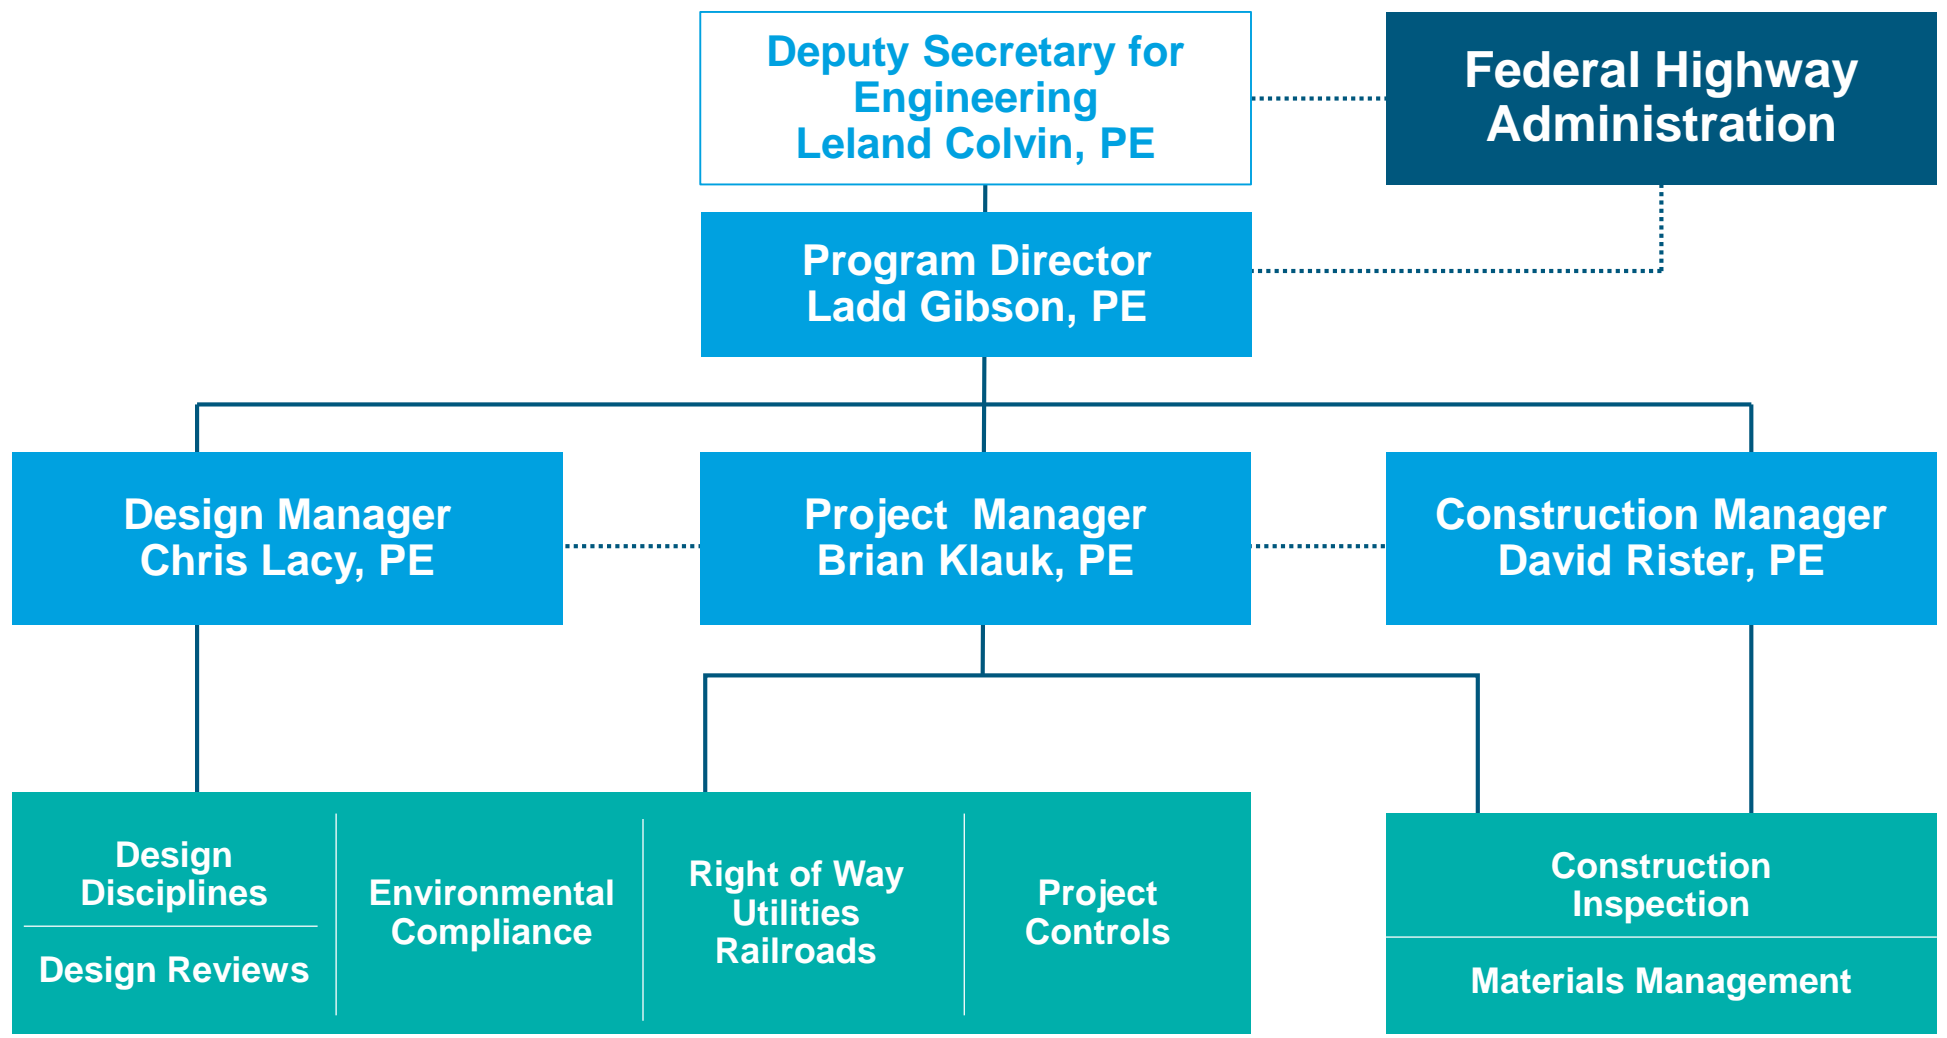 Deputy Secretary for
Engineering
Leland Colvin, PE
Federal Highway
Administration
Program Director
Ladd Gibson, PE
Design Manager
Chris Lacy, PE
Project  Manager
Brian Klauk, PE
Construction Manager
David Rister, PE
Design
Disciplines
Design Reviews
Environmental
Compliance
Right of Way
Utilities
Railroads
Project
Controls
Construction
Inspection
Materials Management